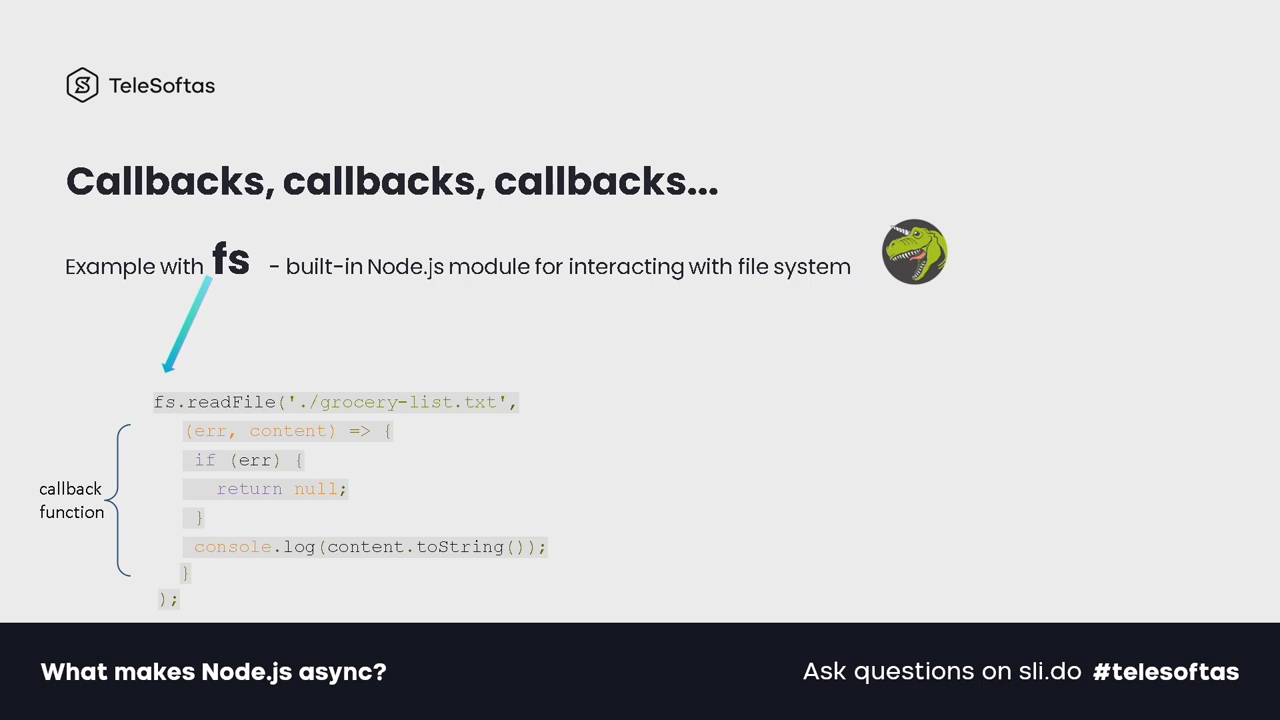 TeleSoftas
Callbacks, callbacks, callbacks...
Example with fs - built-in Node.js module for interacting with file system
fs.readFile('./grocery-list.txt',
(err, content) => {
if (err) {
return null;
}
callback
function
console.log(content.toString());
}
);
What makes Node.js async?
Ask questions on sli.do #telesoftas